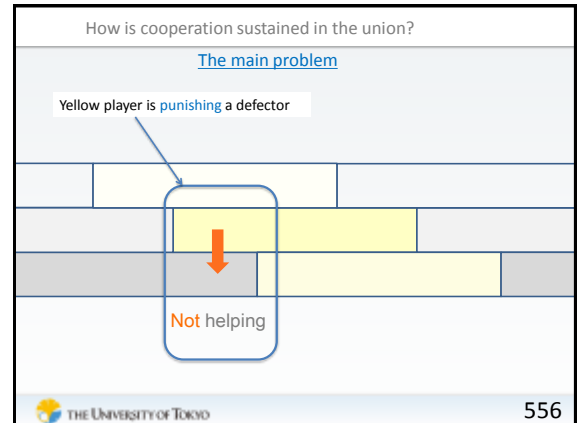 How is cooperation sustained in the union?
The main problem
Yellow player is punishing a defector
Not helping
THE UNIVERSITY OF TOKYO
556